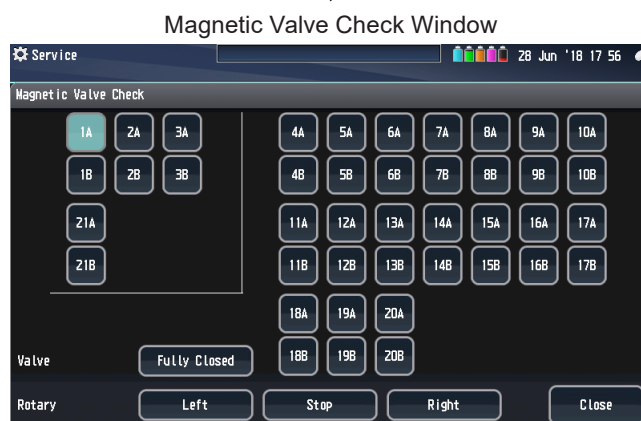 Magnetic Valve Check Window
Service 28 Jun '18 17 56
Magnetic Valve Check
1A 2A 3A 4A 5A 6A 7A 8A 9A 10A
1B 2B 3B 4B 5B 6B 7B 8B 9B 10B
21A 11A 12A 13A 14A 15A 16A 17A
21B 11B 12B 13B 14B 15B 16B 17B
18A 19A 20A
Valve Fully Closed 18B 19B 20B
Rotary Left Stop Right Close